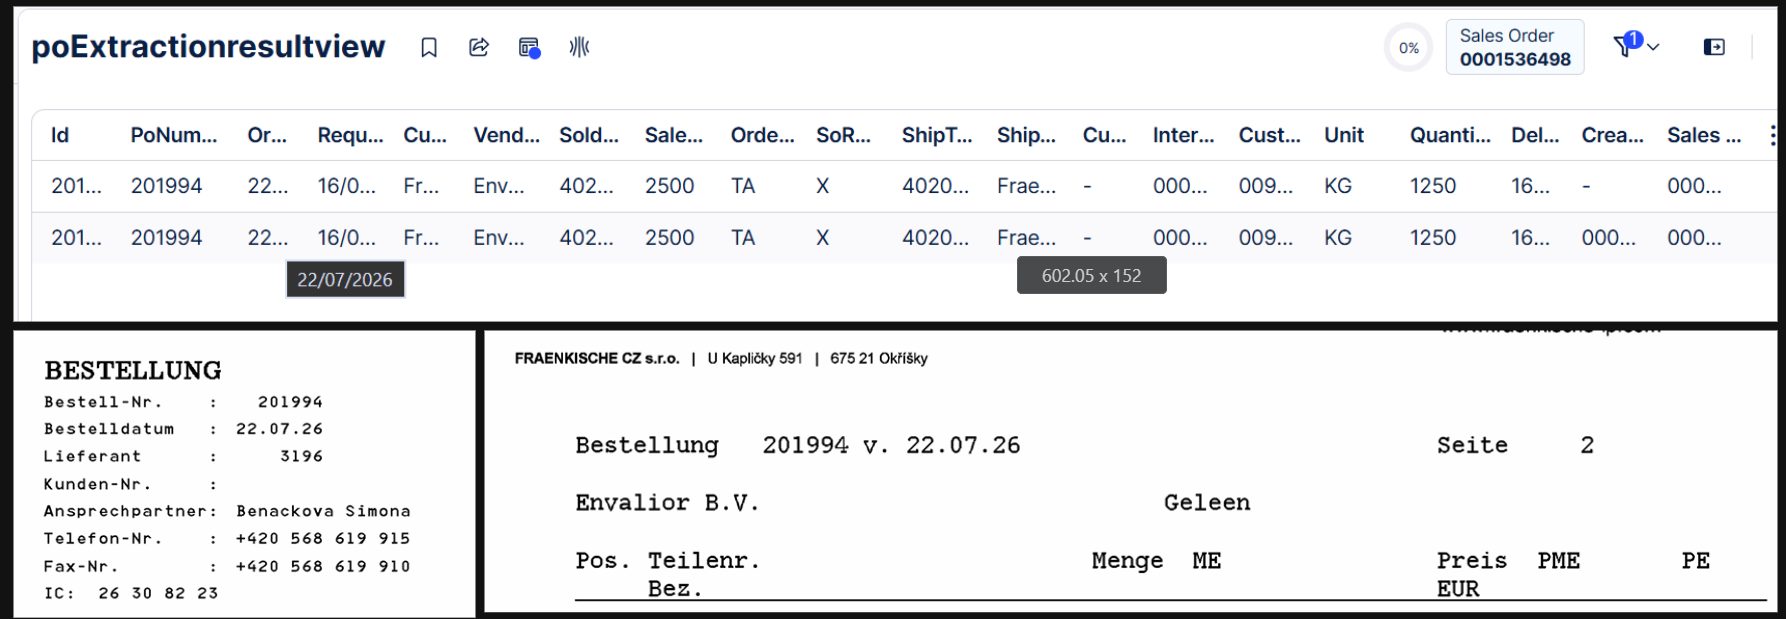 poExtractionresultview
0%
Sales Order
0001536498
1
Id PoNum... Or... Requ... Cu... Vend... Sold... Sale... Orde... SoR... ShipT... Ship... Cu... Inter... Cust... Unit Quanti... Del... Crea... Sales ...
201... 201994 22... 16/0... Fr... Env... 402... 2500 TA X 4020... Frae... - 000... 009... KG 1250 16... - 000...
201... 201994 22... 16/0... Fr... Env... 402... 2500 TA X 4020... Frae... - 000... 009... KG 1250 16... 000... 000...
22/07/2026
602.05 x 152
BESTELLUNG
Bestell-Nr. : 201994
Bestelldatum : 22.07.26
Lieferant : 3196
Kunden-Nr. :
Ansprechpartner: Benackova Simona
Telefon-Nr. : +420 568 619 915
Fax-Nr. : +420 568 619 910
IC: 26 30 82 23
FRAENKISCHE CZ s.r.o. | U Kapličky 591 | 675 21 Okříšky
Bestellung 201994 v. 22.07.26 Seite 2
Envalior B.V. Geleen
Pos. Teilenr. Menge ME Preis PME PE
Bez. EUR